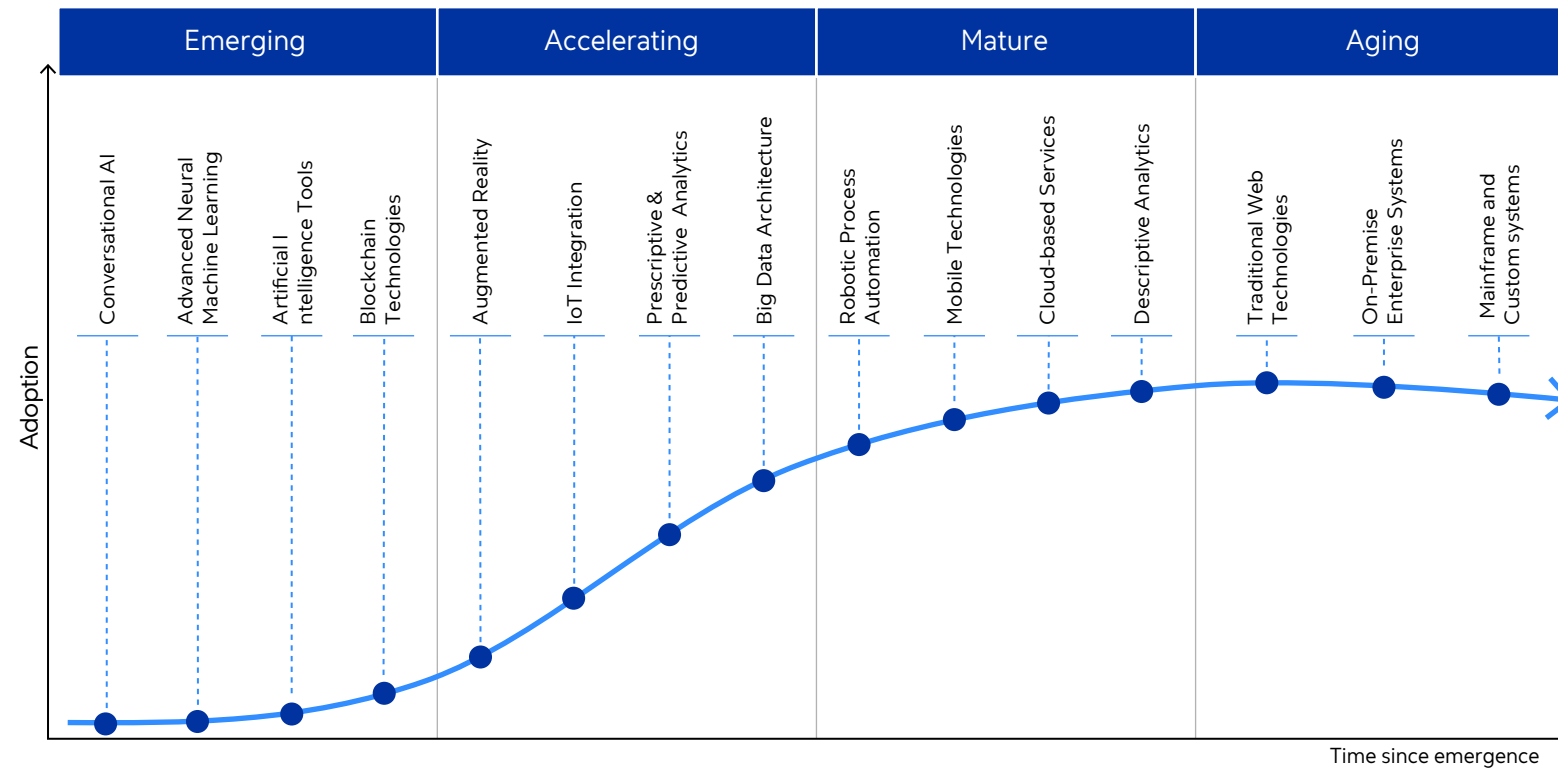 Emerging
Accelerating
Mature
Aging
Adoption
Conversational AI
Advanced Neural
Machine Learning
Artificial I
ntelligence Tools
Blockchain
Technologies
Augmented Reality
IoT Integration
Prescriptive &
Predictive  Analytics
Big Data Architecture
Robotic Process
Automation
Mobile Technologies
Cloud-based Services
Descriptive Analytics
Traditional Web
Technologies
On-Premise
Enterprise Systems
Mainframe and
Custom systems
Time since emergence